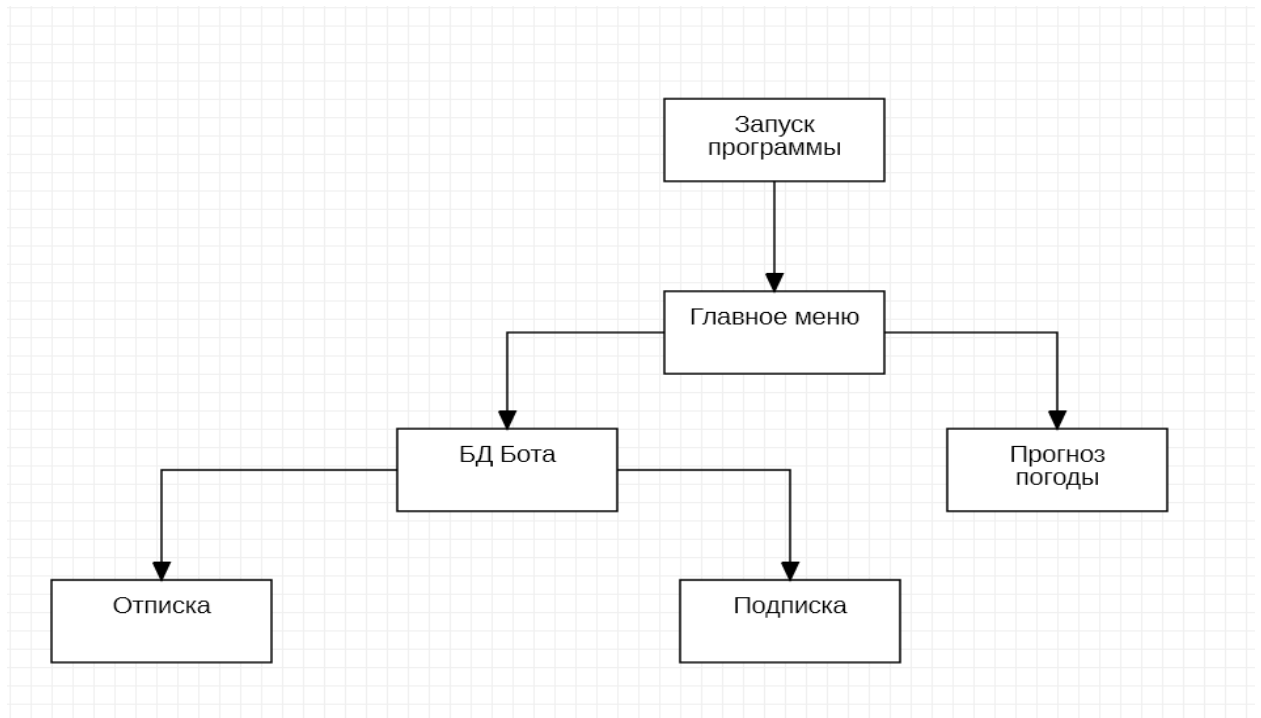 Запуск
программы
Главное меню
БД Бота
Прогноз
погоды
Отписка
Подписка